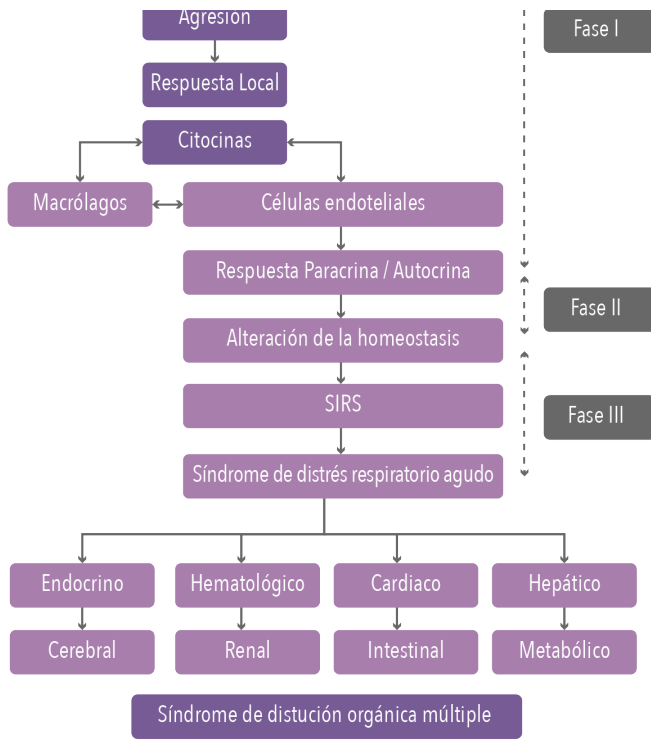 Agresión
Fase I
Respuesta Local
Citocinas
Macrólagos
Células endoteliales
Respuesta Paracrina / Autocrina
Fase II
Alteración de la homeostasis
SIRS
Fase III
Síndrome de distrés respiratorio agudo
Endocrino
Hematológico
Cardiaco
Hepático
Cerebral
Renal
Intestinal
Metabólico
Síndrome de distución orgánica múltiple